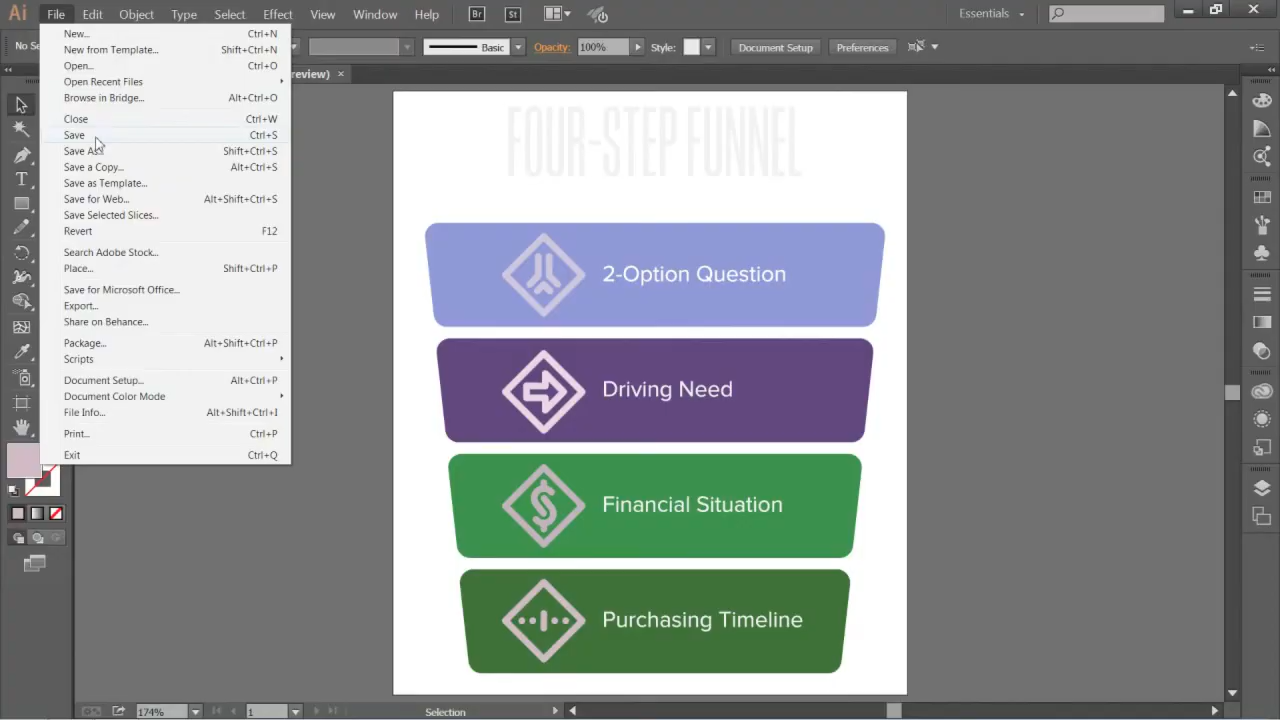 Ai File Edit Object Type Select Effect View Window Help Br St Essentials
No Se Basic Opacity: 100% Style: Document Setup Preferences
review) ×
New... Ctrl+N
New from Template... Shift+Ctrl+N
Open... Ctrl+O
Open Recent Files
Browse in Bridge... Alt+Ctrl+O
Close Ctrl+W
Save Ctrl+S
Save As... Shift+Ctrl+S
Save a Copy... Alt+Ctrl+S
Save as Template...
Save for Web... Alt+Shift+Ctrl+S
Save Selected Slices...
Revert F12
Search Adobe Stock...
Place... Shift+Ctrl+P
Save for Microsoft Office...
Export...
Share on Behance...
Package... Alt+Shift+Ctrl+P
Scripts
Document Setup... Alt+Ctrl+P
Document Color Mode
File Info... Alt+Shift+Ctrl+I
Print... Ctrl+P
Exit Ctrl+Q
FOUR-STEP FUNNEL
2-Option Question
Driving Need
$ Financial Situation
Purchasing Timeline
174% 1 Selection